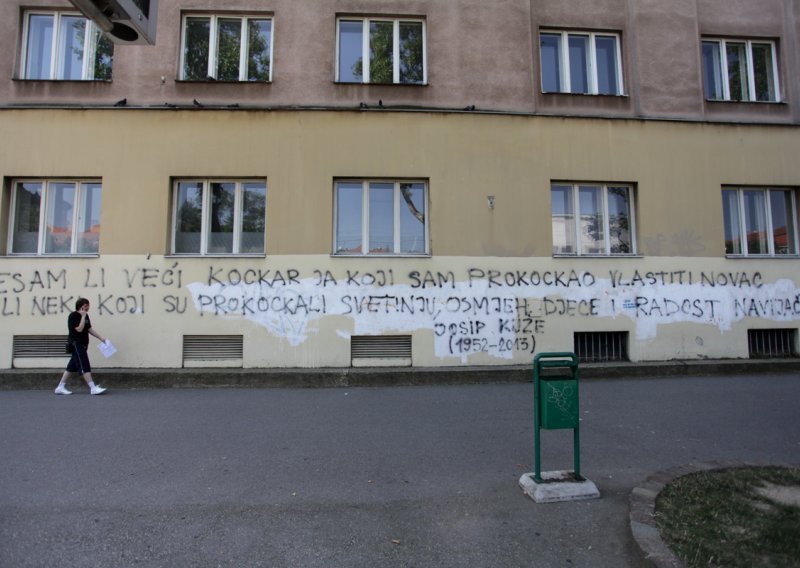 ESAM LI VEĆI KOCKAR JA KOJI SAM PROKOCKAO VLASTITI NOVAC
ILI NEKI KOJI SU PROKOCKALI SVETINJU, OSMJEH DJECE I RADOST NAVIJAČ
JOSIP KUŽE
(1952-2013)